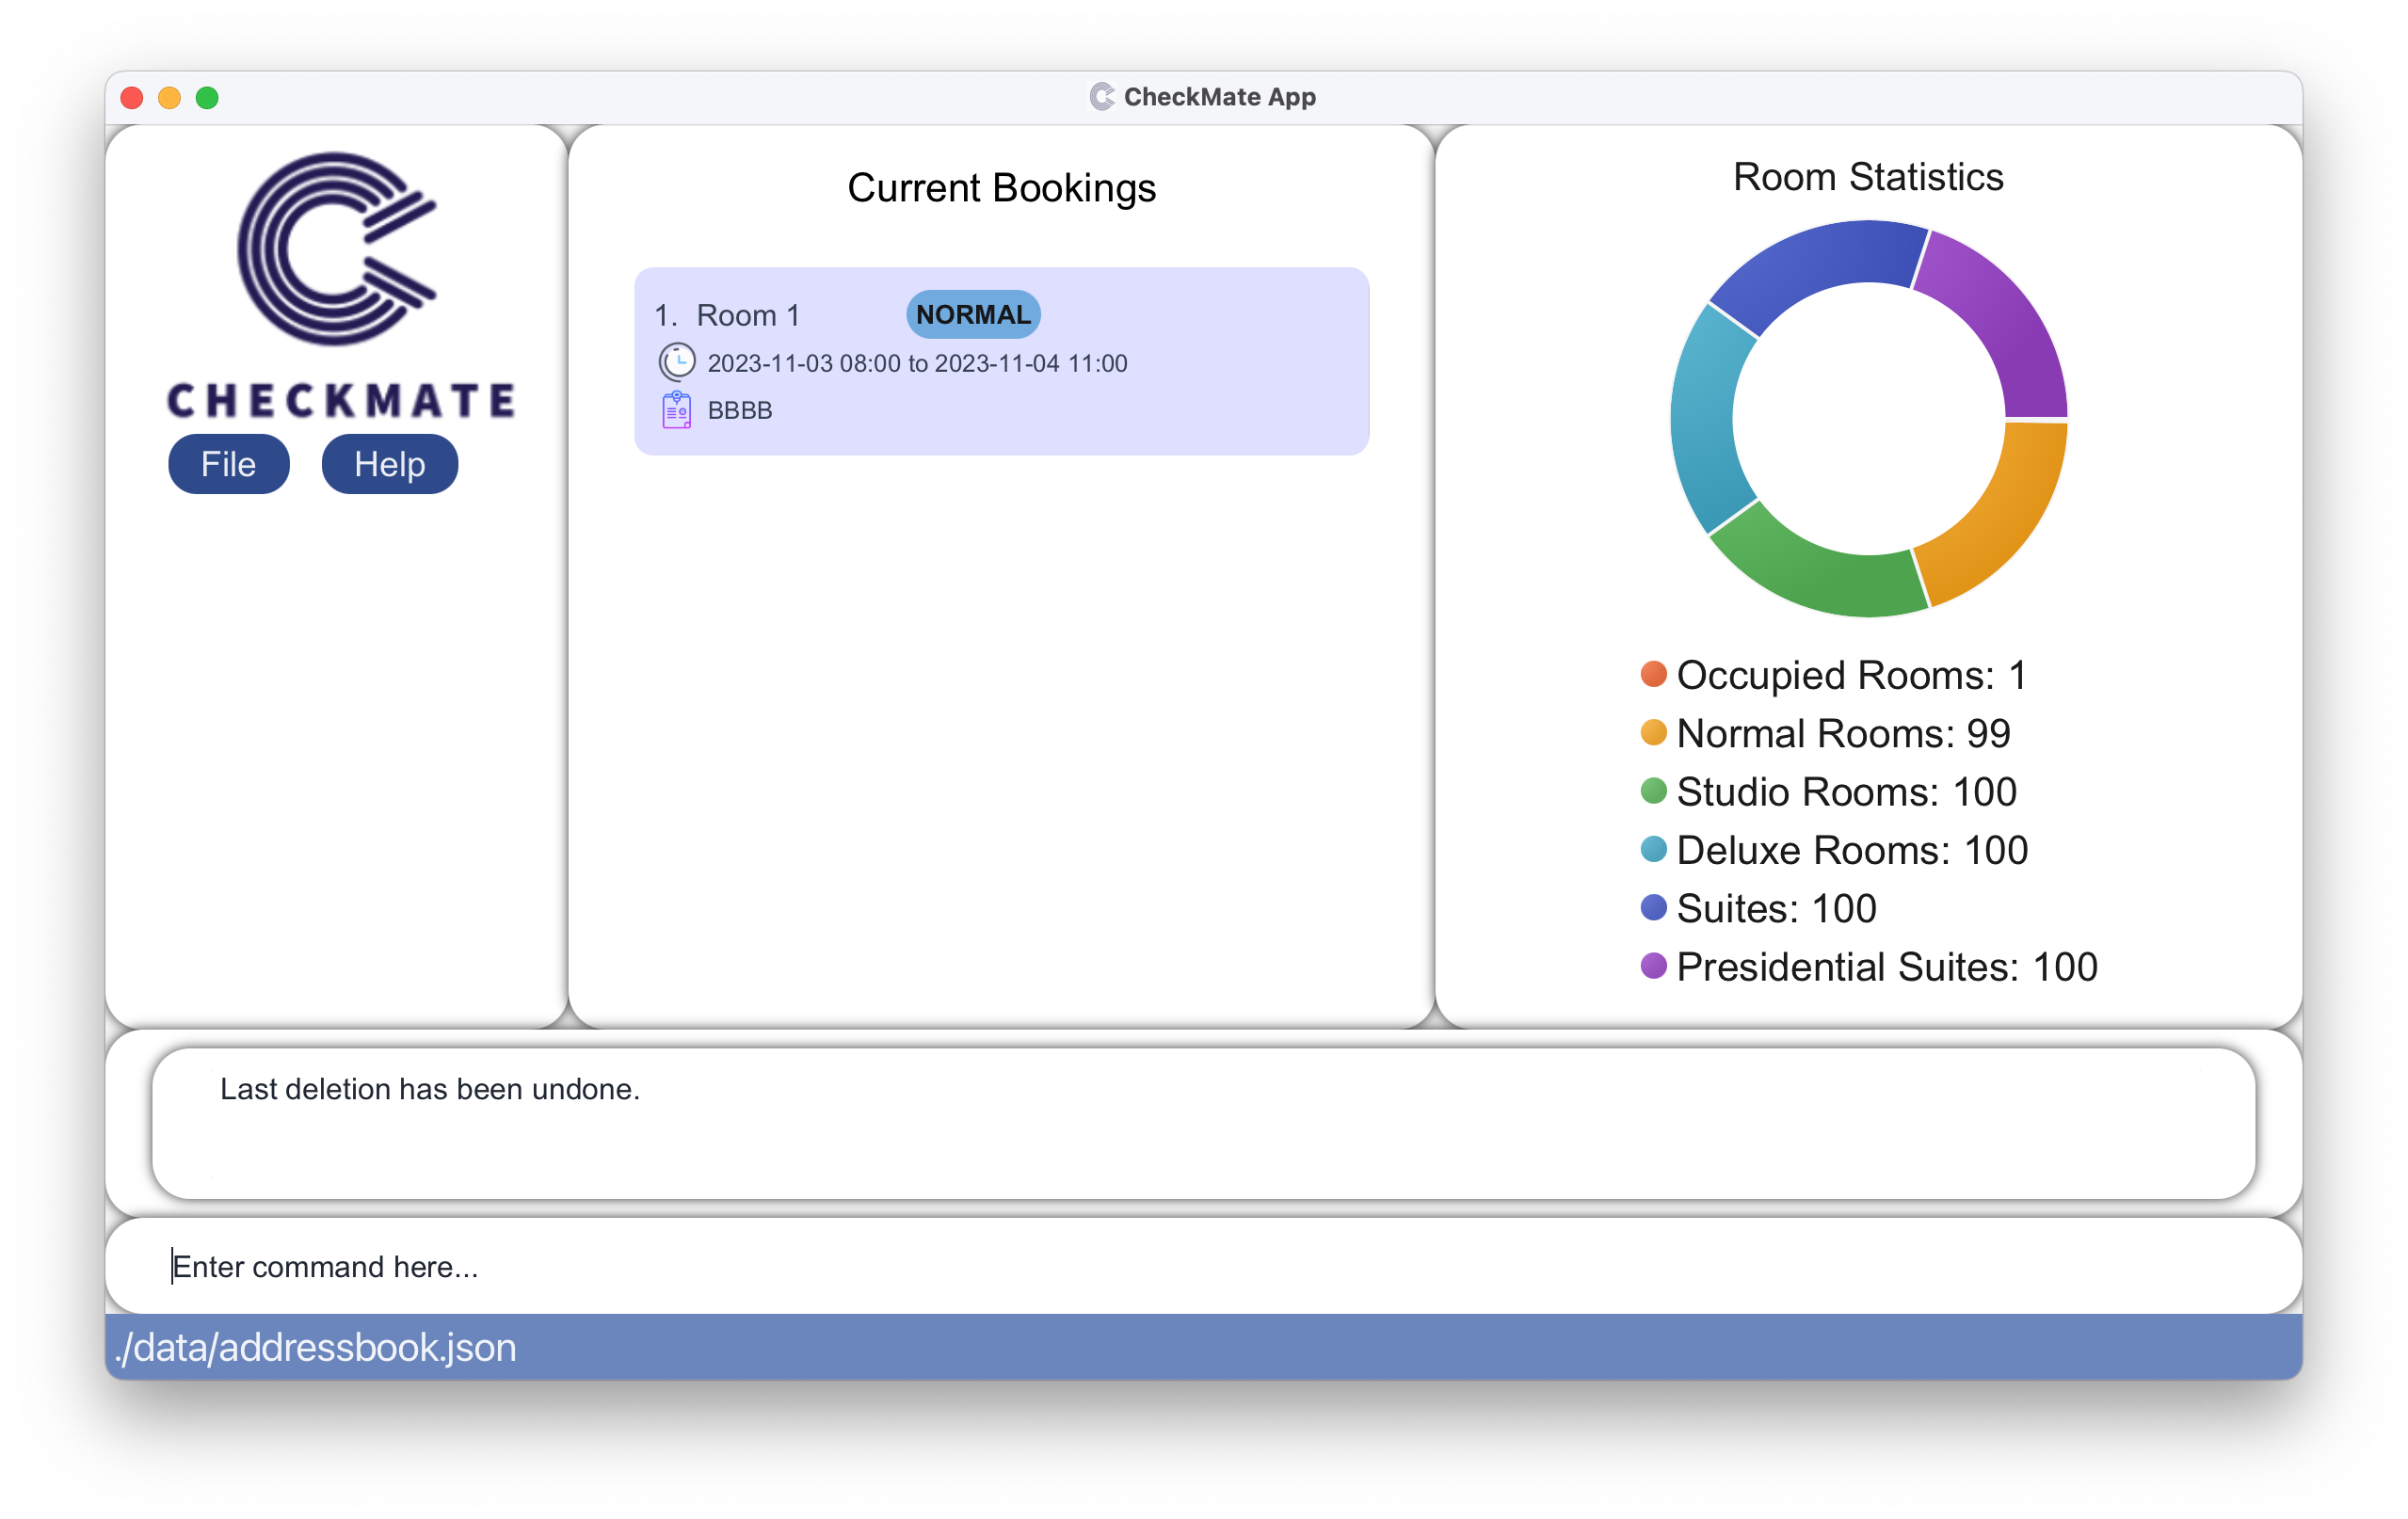 CheckMate App
CHECKMATE
File
Help
Current Bookings
1. Room 1 NORMAL
2023-11-03 08:00 to 2023-11-04 11:00
BBBB
Room Statistics
Occupied Rooms: 1
Normal Rooms: 99
Studio Rooms: 100
Deluxe Rooms: 100
Suites: 100
Presidential Suites: 100
Last deletion has been undone.
Enter command here...
./data/addressbook.json